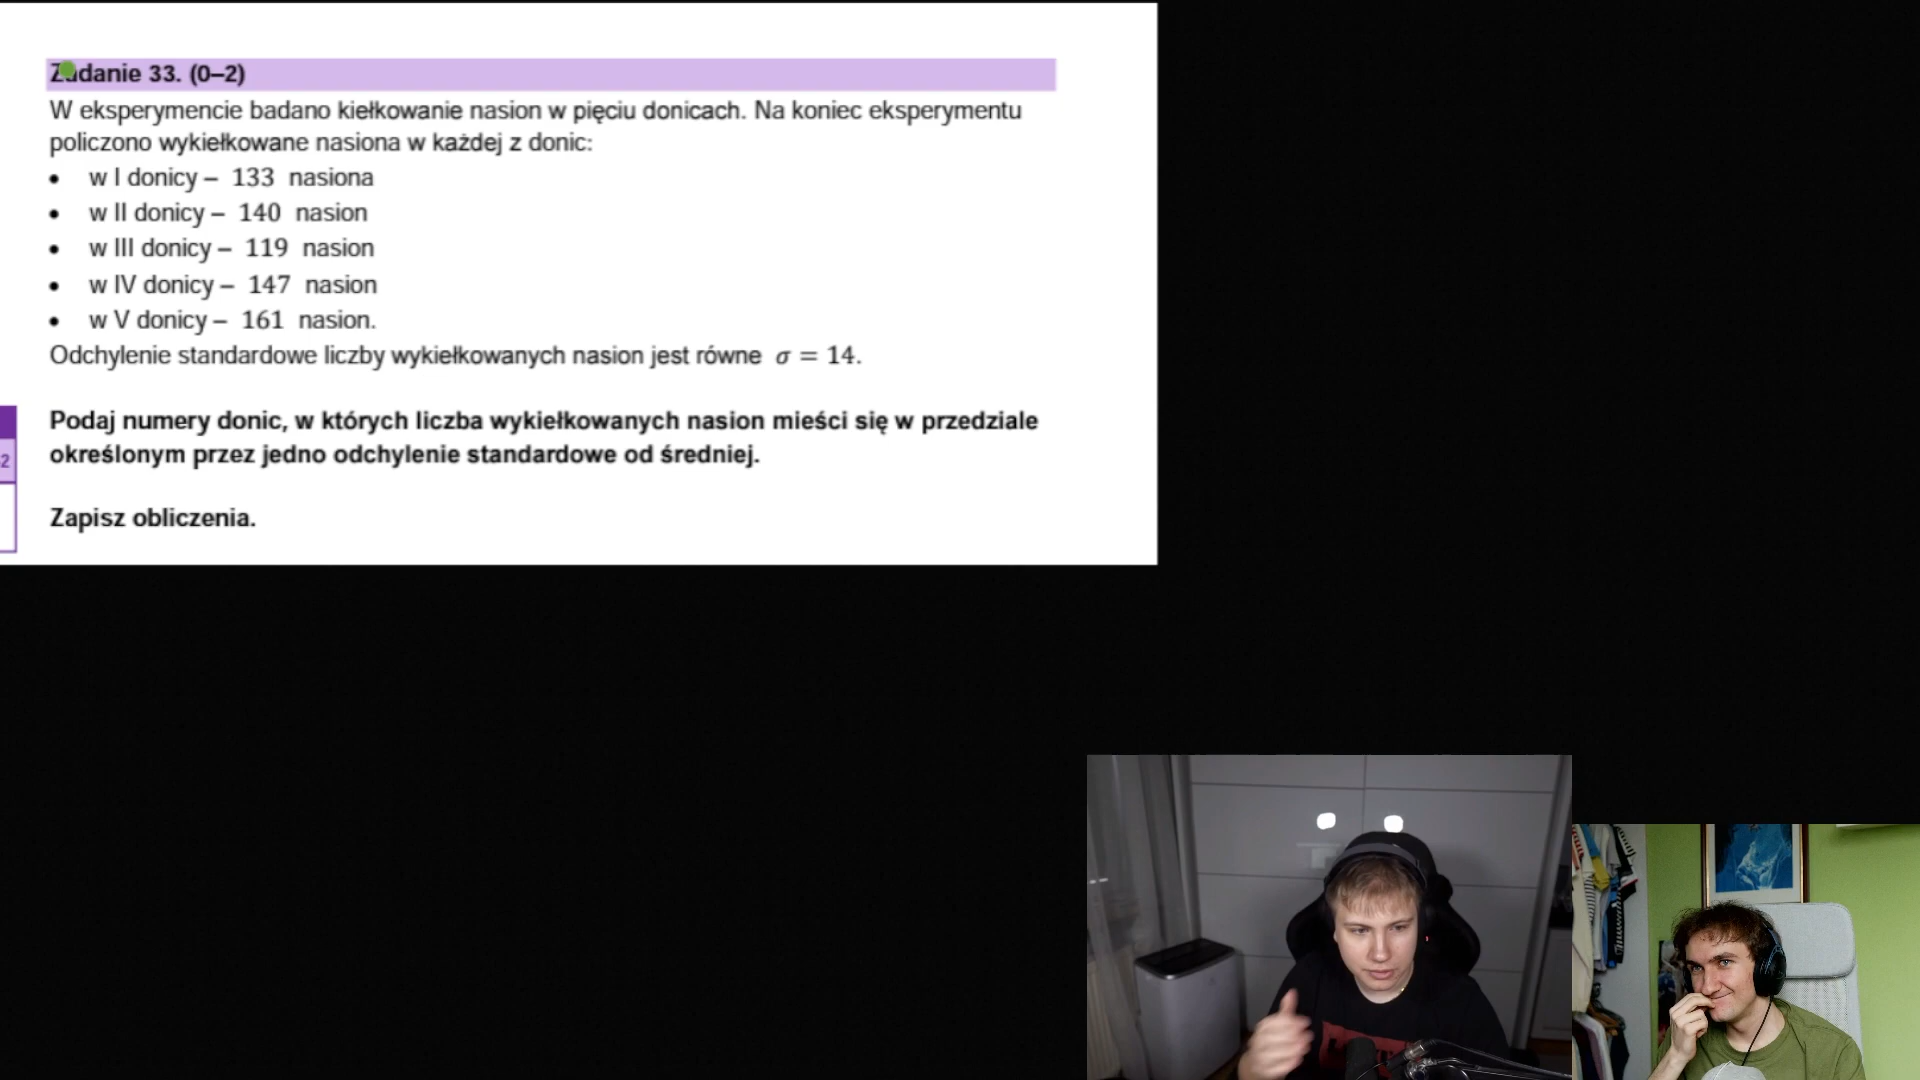 Zadanie 33. (0–2)
W eksperymencie badano kiełkowanie nasion w pięciu donicach. Na koniec eksperymentu
policzono wykiełkowane nasiona w każdej z donic:
• w I donicy – 133 nasiona
• w II donicy – 140 nasion
• w III donicy – 119 nasion
• w IV donicy – 147 nasion
• w V donicy – 161 nasion.
Odchylenie standardowe liczby wykiełkowanych nasion jest równe σ = 14.
Podaj numery donic, w których liczba wykiełkowanych nasion mieści się w przedziale
określonym przez jedno odchylenie standardowe od średniej.
Zapisz obliczenia.